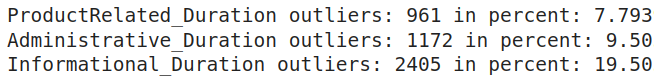 ProductRelated_Duration outliers: 961 in percent: 7.793
Administrative_Duration outliers: 1172 in percent: 9.50
Informational_Duration outliers: 2405 in percent: 19.50